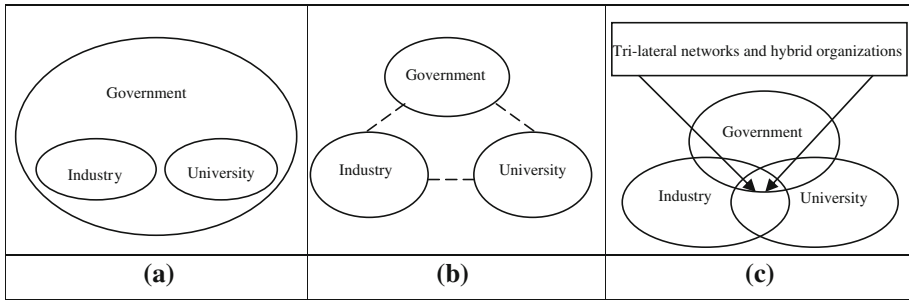 Government
Industry
University
Government
Industry
University
Tri-lateral networks and hybrid organizations
Government
Industry
University
(a)
(b)
(c)